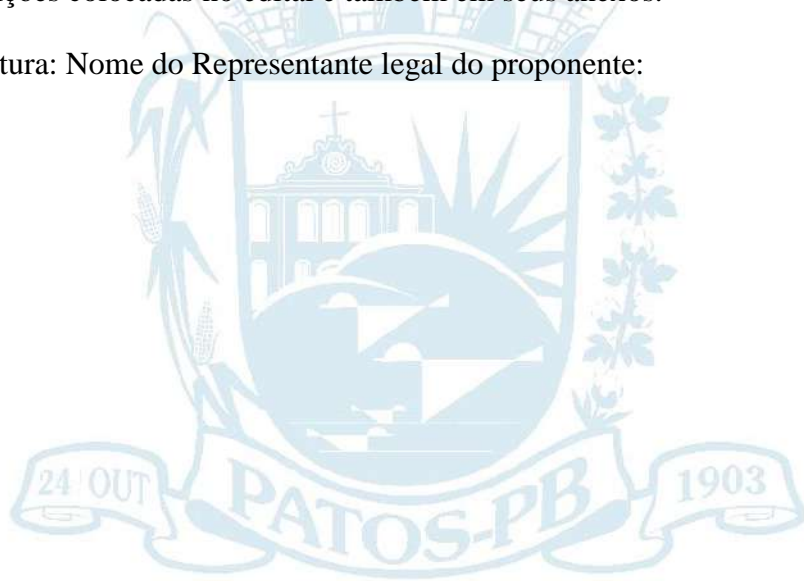 ções colocadas no edital e também em seus anexos.
tura: Nome do Representante legal do proponente:
24 OUT PATOS-PB 1903